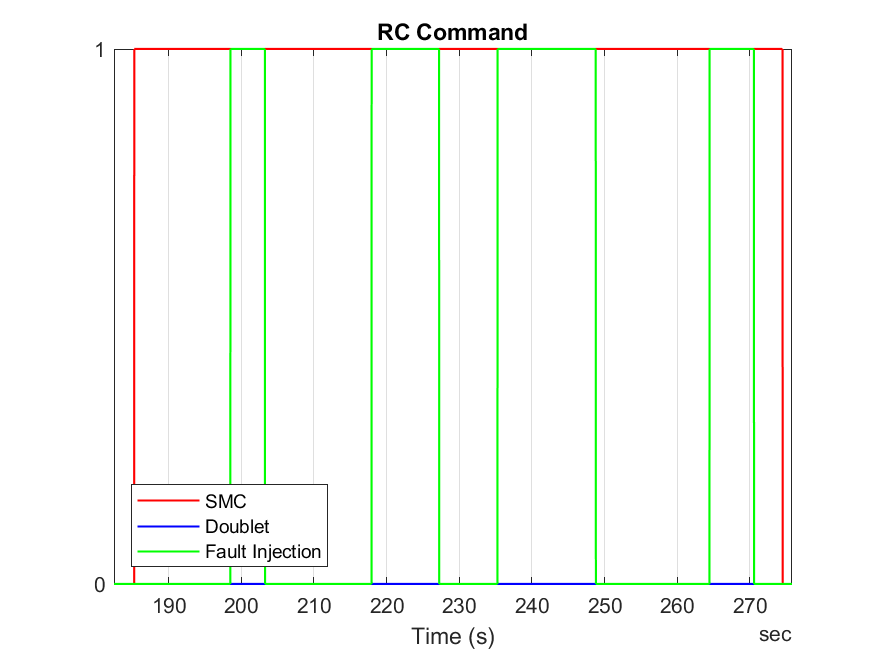 RC Command
1
0
SMC
Doublet
Fault Injection
190 200 210 220 230 240 250 260 270
Time (s)
sec